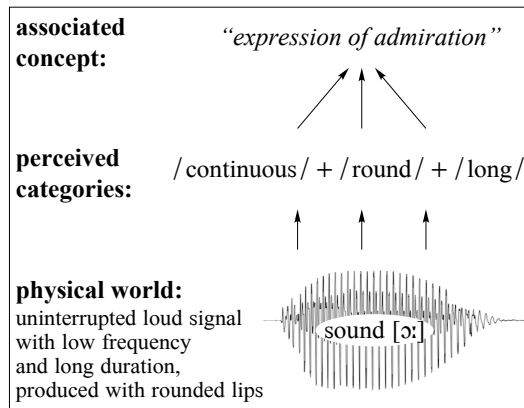 associated
concept:
“expression of admiration”
perceived
categories:
/continuous/ + /round/ + /long/
physical world:
uninterrupted loud signal
with low frequency
and long duration,
produced with rounded lips
sound [ɔː]